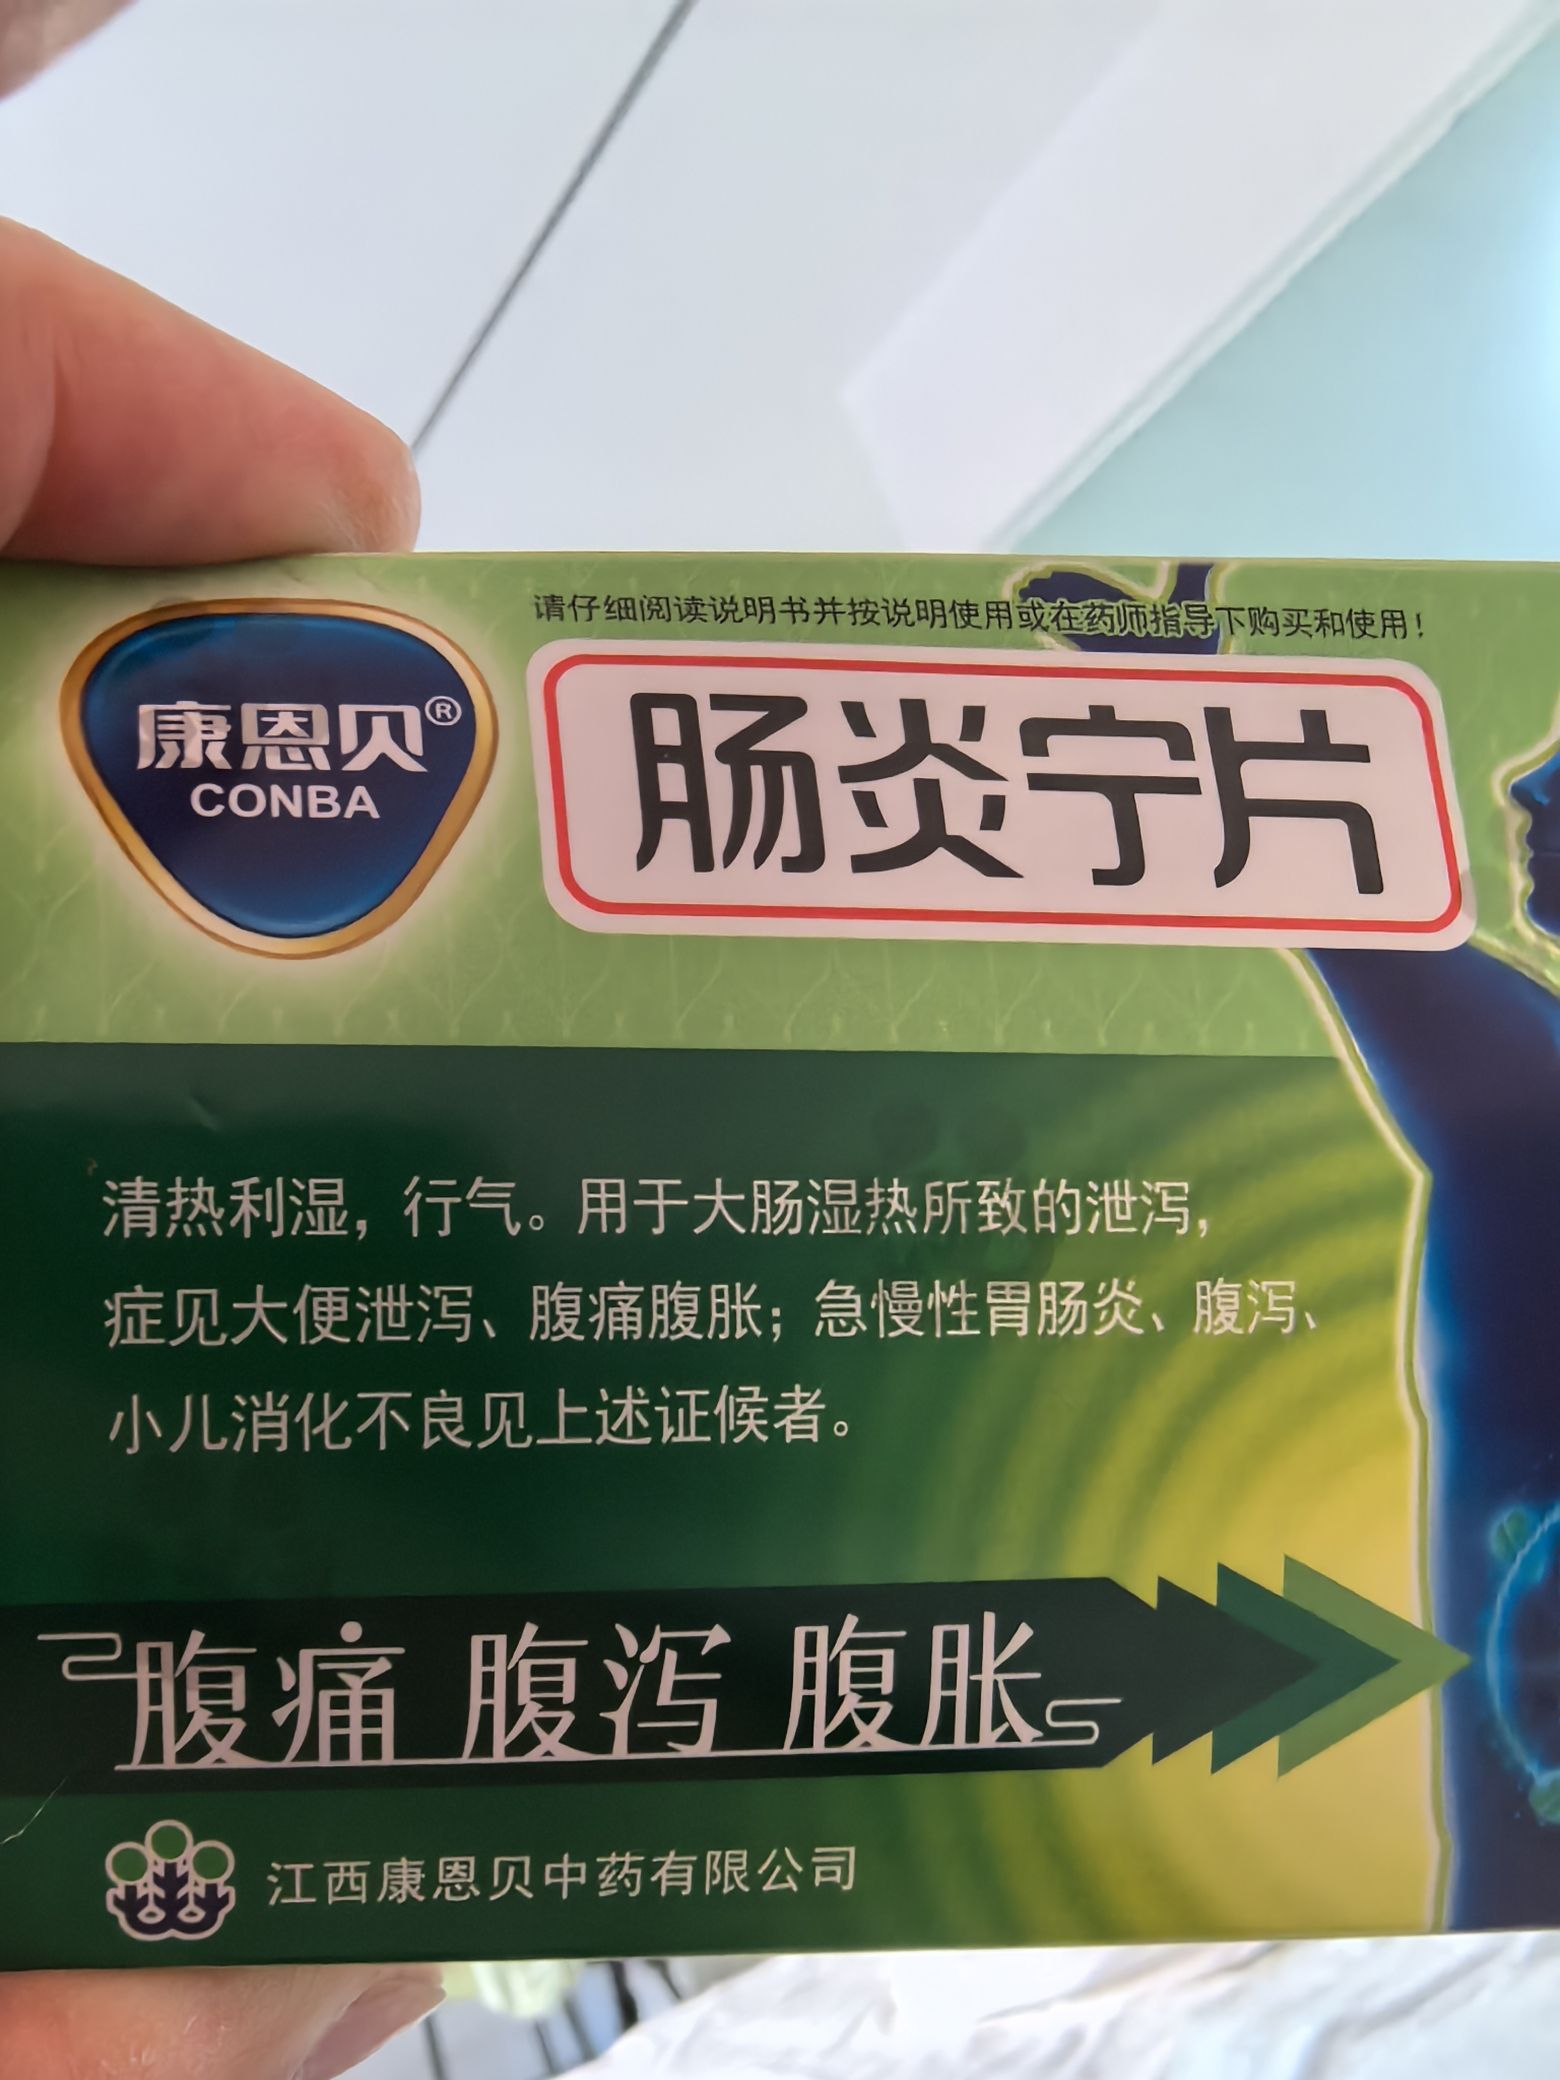 请仔细阅读说明书并按说明使用或在药师指导下购买和使用！
康恩贝®
CONBA
肠炎宁片
清热利湿，行气。用于大肠湿热所致的泄泻，
症见大便泄泻、腹痛腹胀；急慢性胃肠炎、腹泻、
小儿消化不良见上述证候者。
腹痛 腹泻 腹胀
江西康恩贝中药有限公司